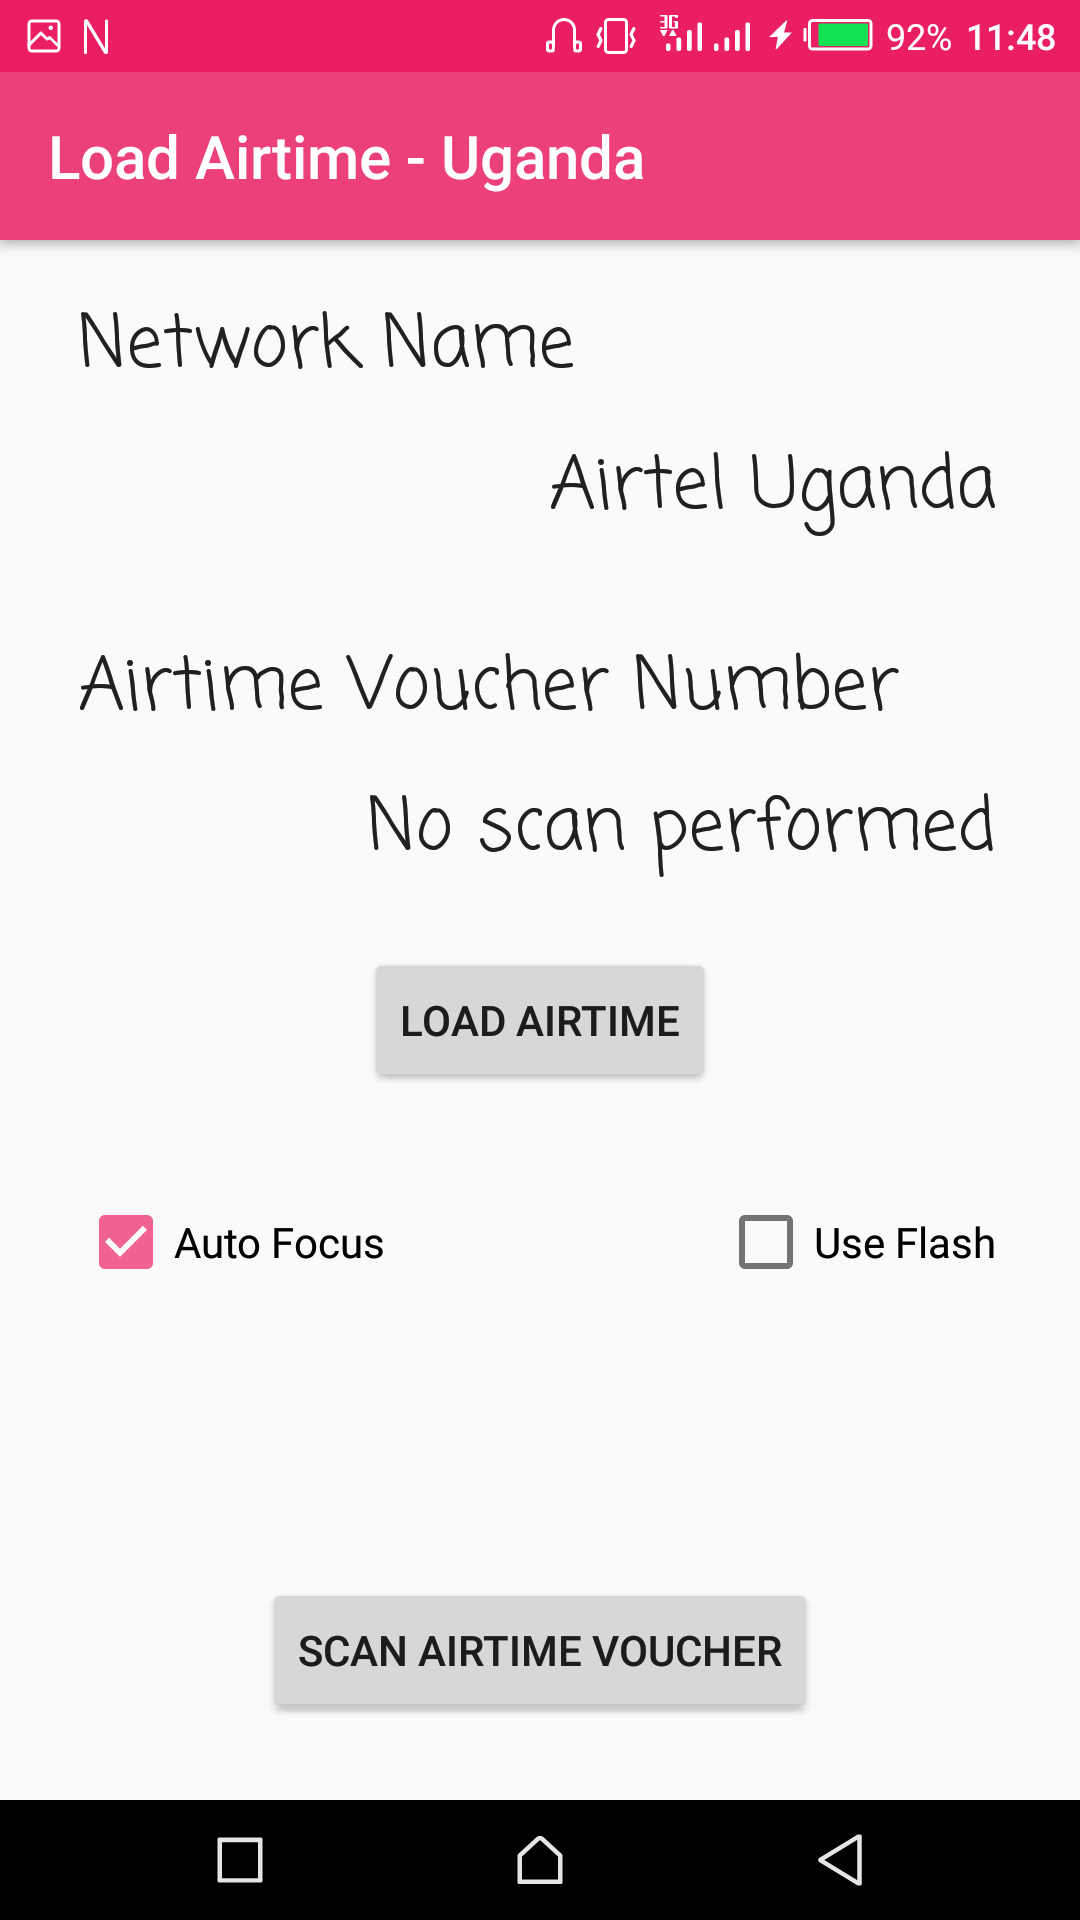 3G 92% 11:48
Load Airtime - Uganda
Network Name
Airtel Uganda
Airtime Voucher Number
No scan performed
LOAD AIRTIME
Auto Focus Use Flash
SCAN AIRTIME VOUCHER